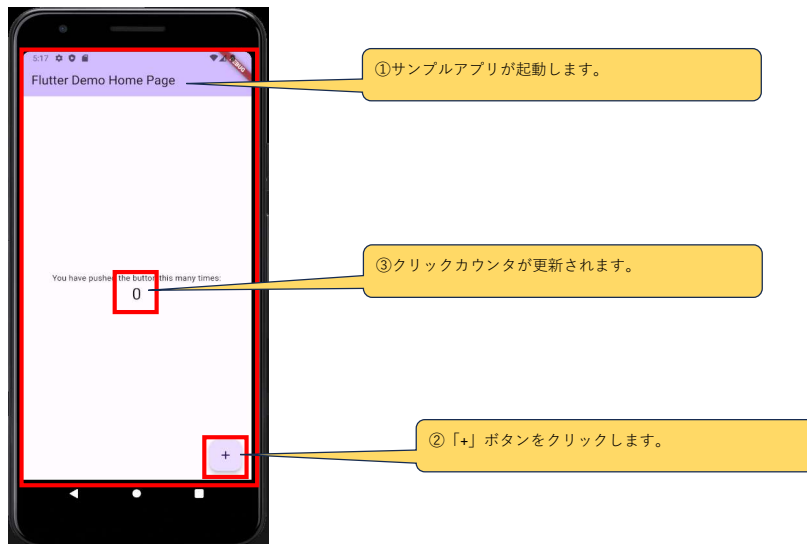 5:17
DEBUG
Flutter Demo Home Page
①サンプルアプリが起動します。
③クリックカウンタが更新されます。
You have pushed the button this many times:
0
②「+」ボタンをクリックします。
+